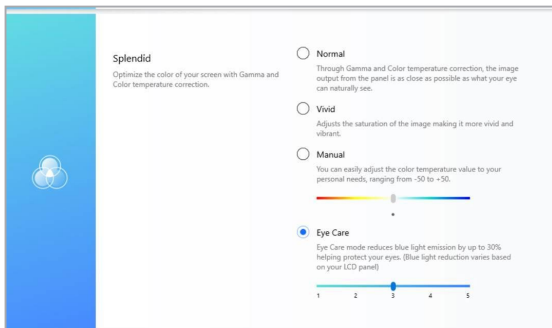 Splendid
Optimize the color of your screen with Gamma and
Color temperature correction.
Normal
Through Gamma and Color temperature correction, the image
output from the panel is as close as possible as what your eye
can naturally see.
Vivid
Adjusts the saturation of the image making it more vivid and
vibrant.
Manual
You can easily adjust the color temperature value to your
personal needs, ranging from -50 to +50.
Eye Care
Eye Care mode reduces blue light emission by up to 30%
helping protect your eyes. (Blue light reduction varies based
on your LCD panel)
1 2 3 4 5